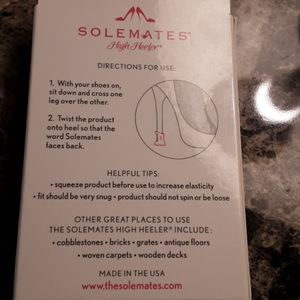 SOLEMATES®
High Heeler™
DIRECTIONS FOR USE:
1. With your shoes on,
sit down and cross one
leg over the other.
2. Twist the product
onto heel so that the
word Solemates
faces back.
HELPFUL TIPS:
• squeeze product before use to increase elasticity
• fit should be very snug • product should not spin or be loose
OTHER GREAT PLACES TO USE
THE SOLEMATES HIGH HEELER® INCLUDE:
• cobblestones • bricks • grates • antique floors
• woven carpets • wooden decks
MADE IN THE USA
www.thesolemates.com